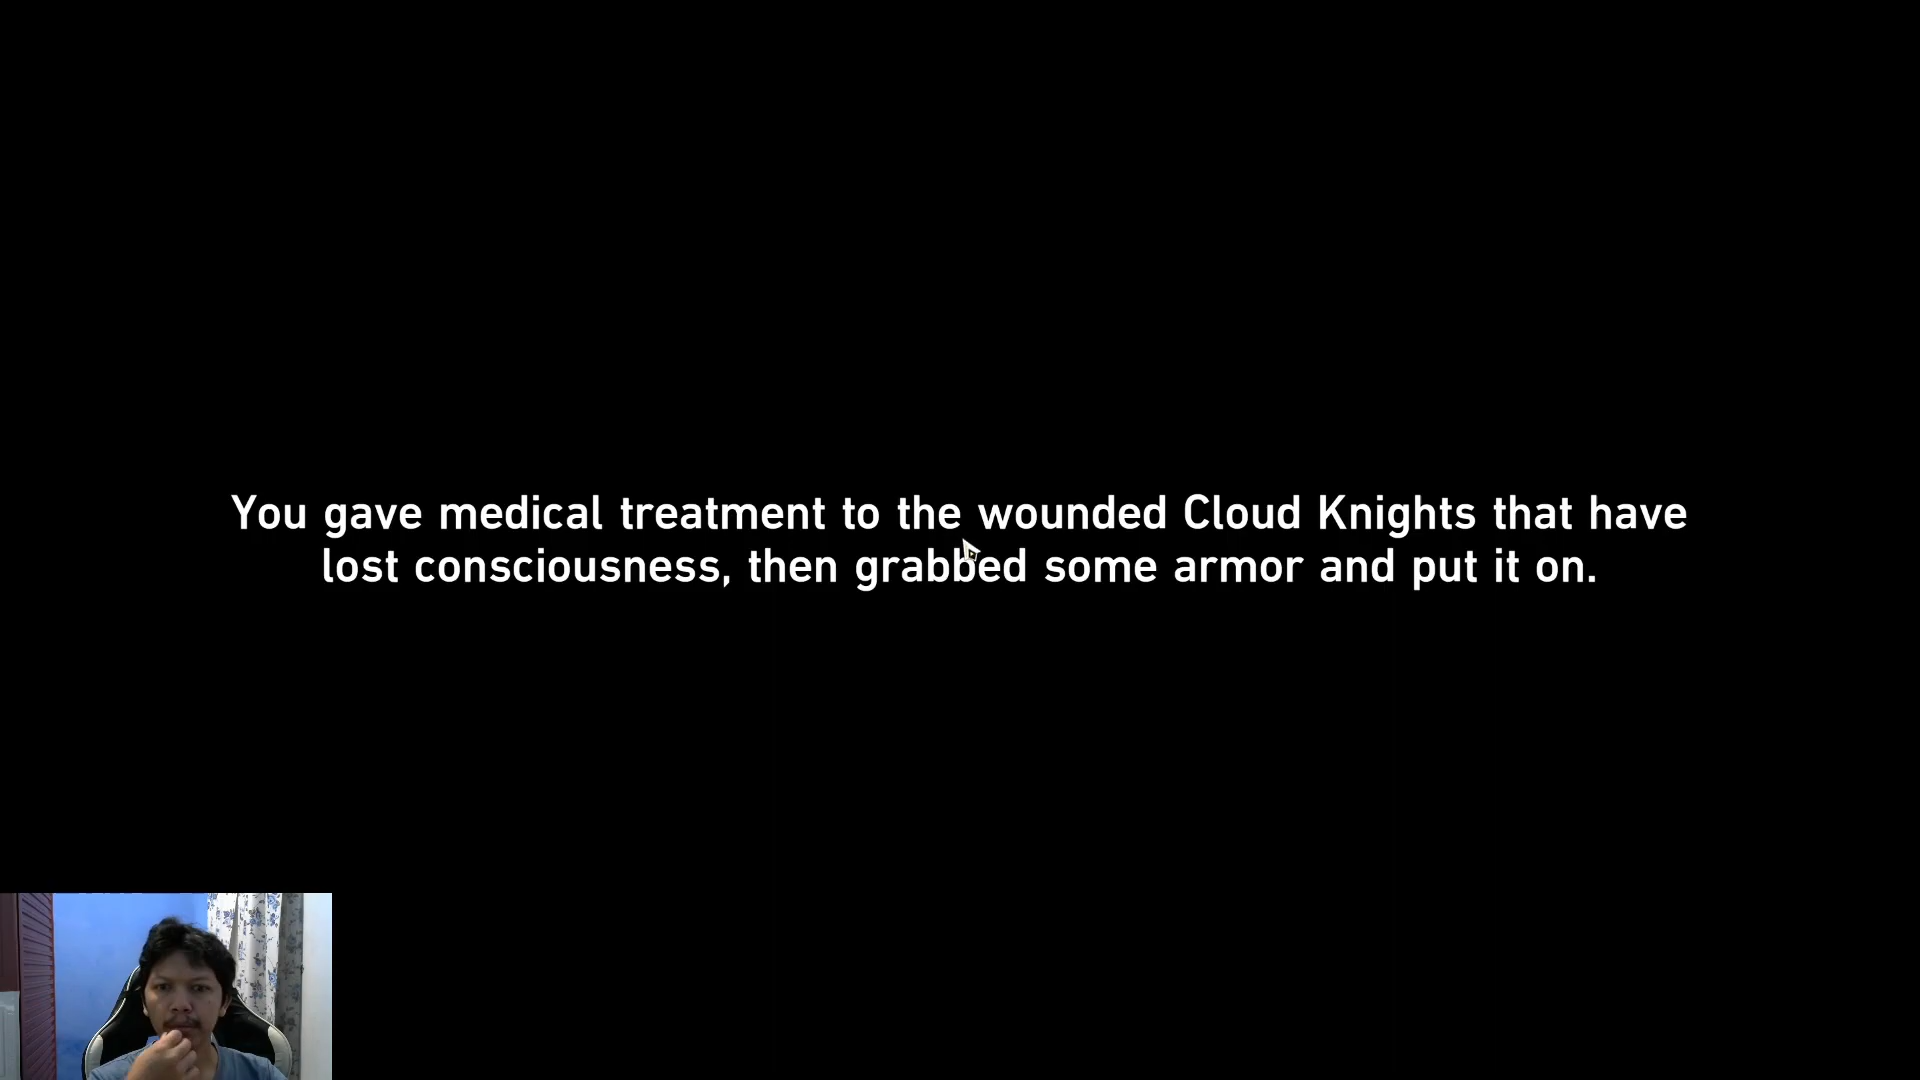 You gave medical treatment to the wounded Cloud Knights that have
lost consciousness, then grabbed some armor and put it on.